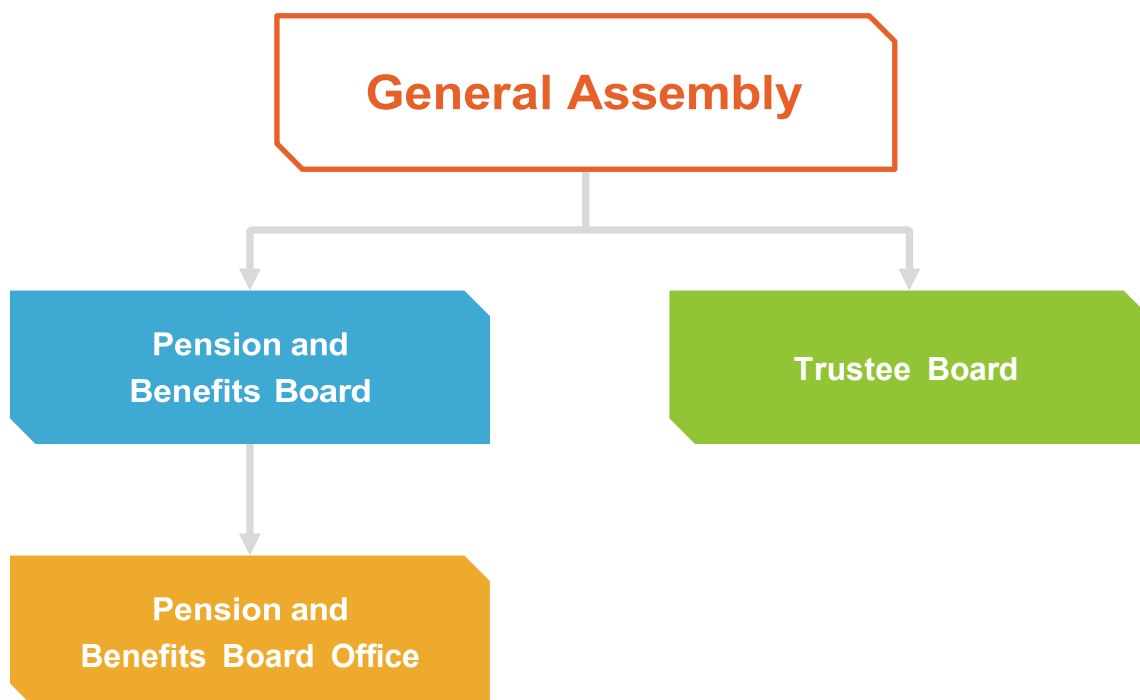 General Assembly
Pension and
Benefits Board
Trustee Board
Pension and
Benefits Board Office